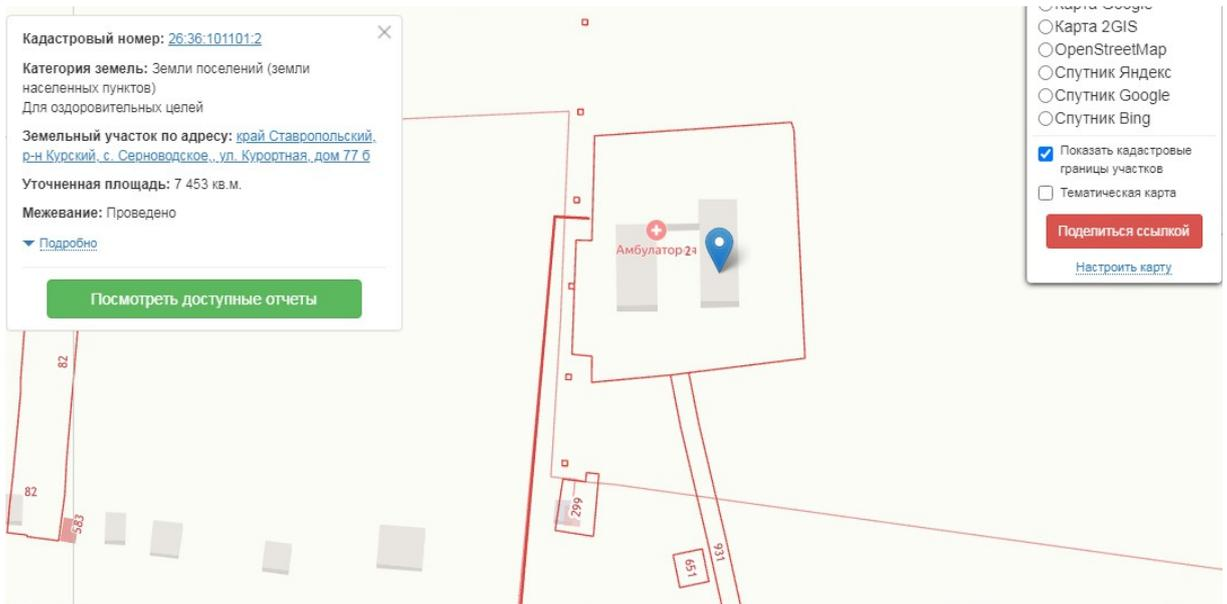 Кадастровый номер: 26:36:101101:2
Категория земель: Земли поселений (земли
населенных пунктов)
Для оздоровительных целей
Земельный участок по адресу: край Ставропольский,
р-н Курский, с. Серноводское,, ул. Курортная, дом 77 б
Уточненная площадь: 7 453 кв.м.
Межевание: Проведено
Подробно
Посмотреть доступные отчеты
Карта Google
Карта 2GIS
OpenStreetMap
Спутник Яндекс
Спутник Google
Спутник Bing
Показать кадастровые
границы участков
Тематическая карта
Поделиться ссылкой
Настроить карту
82
82
583
299
651
931